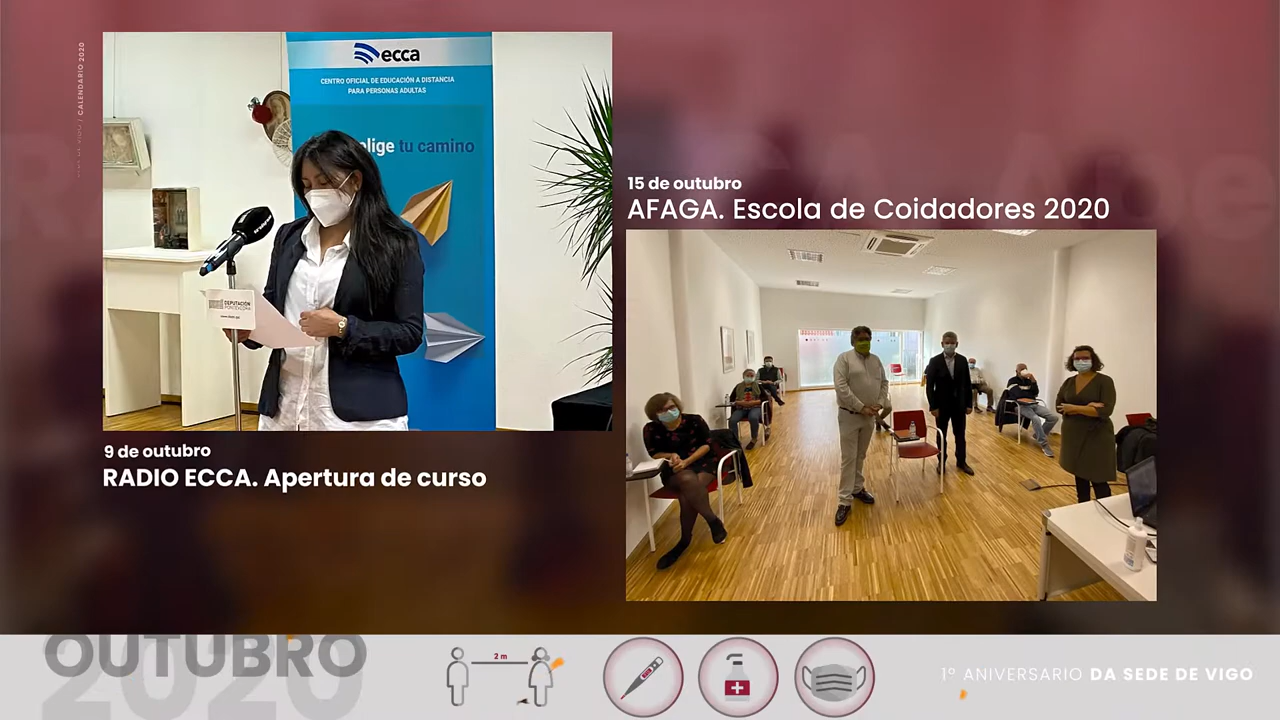 CALENDARIO 2020
ecca
CENTRO OFICIAL DE EDUCACIÓN A DISTANCIA
PARA PERSONAS ADULTAS
elige tu camino
DEPUTACIÓN
PONTEVEDRA
9 de outubro
RADIO ECCA. Apertura de curso
15 de outubro
AFAGA. Escola de Coidadores 2020
OUTUBRO
2020
2 m
1º ANIVERSARIO DA SEDE DE VIGO